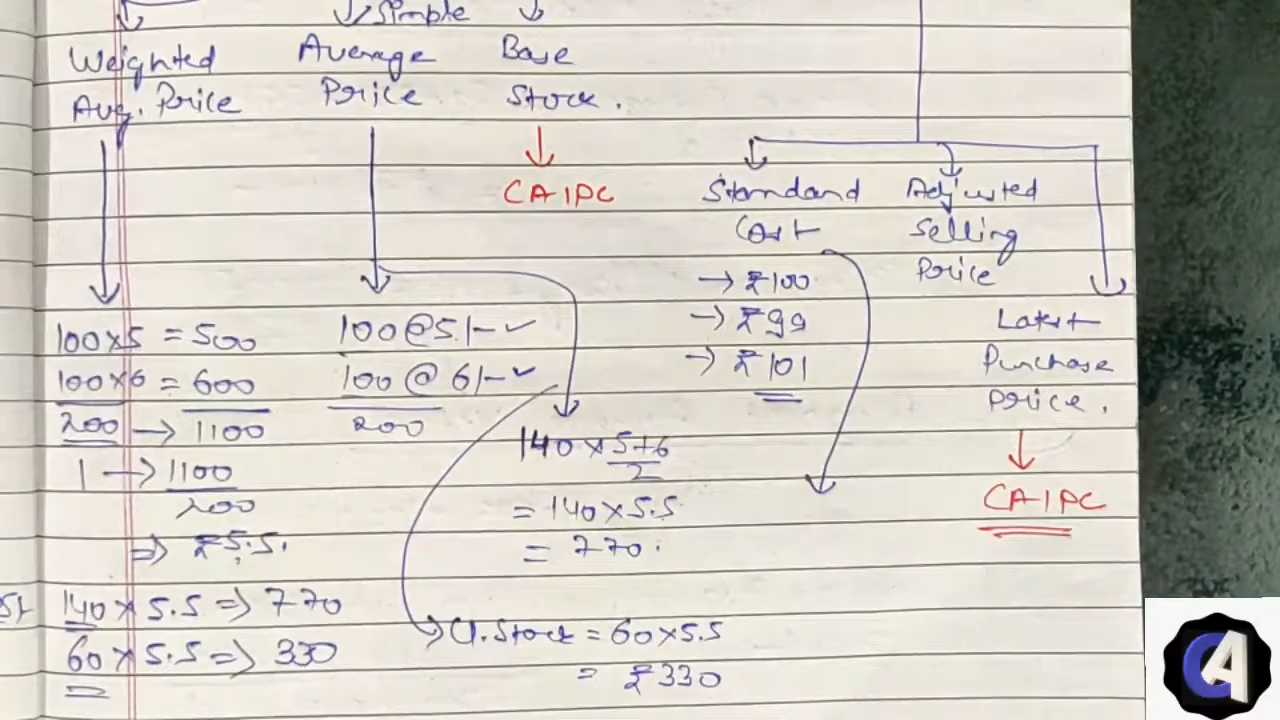 Simple
Weighted
Avg. Price
Average
Price
Base
Stock.
CA IPC
Standard
Cost
→ ₹100
→ ₹99
→ ₹101
Adjusted
Selling
Price
Latest
Purchase
Price.
CA IPC
100×5 = 500
100×6 = 600
200 → 1100
1 → 1100
200
⇒ ₹5.5.
140 × 5.5 ⇒ 770
60 × 5.5 ⇒ 330
100 @ 5/- ✓
100 @ 6/- ✓
200
140 × 5+6
2
= 140 × 5.5
= 770.
Cl. Stock = 60 × 5.5
= ₹330
CA